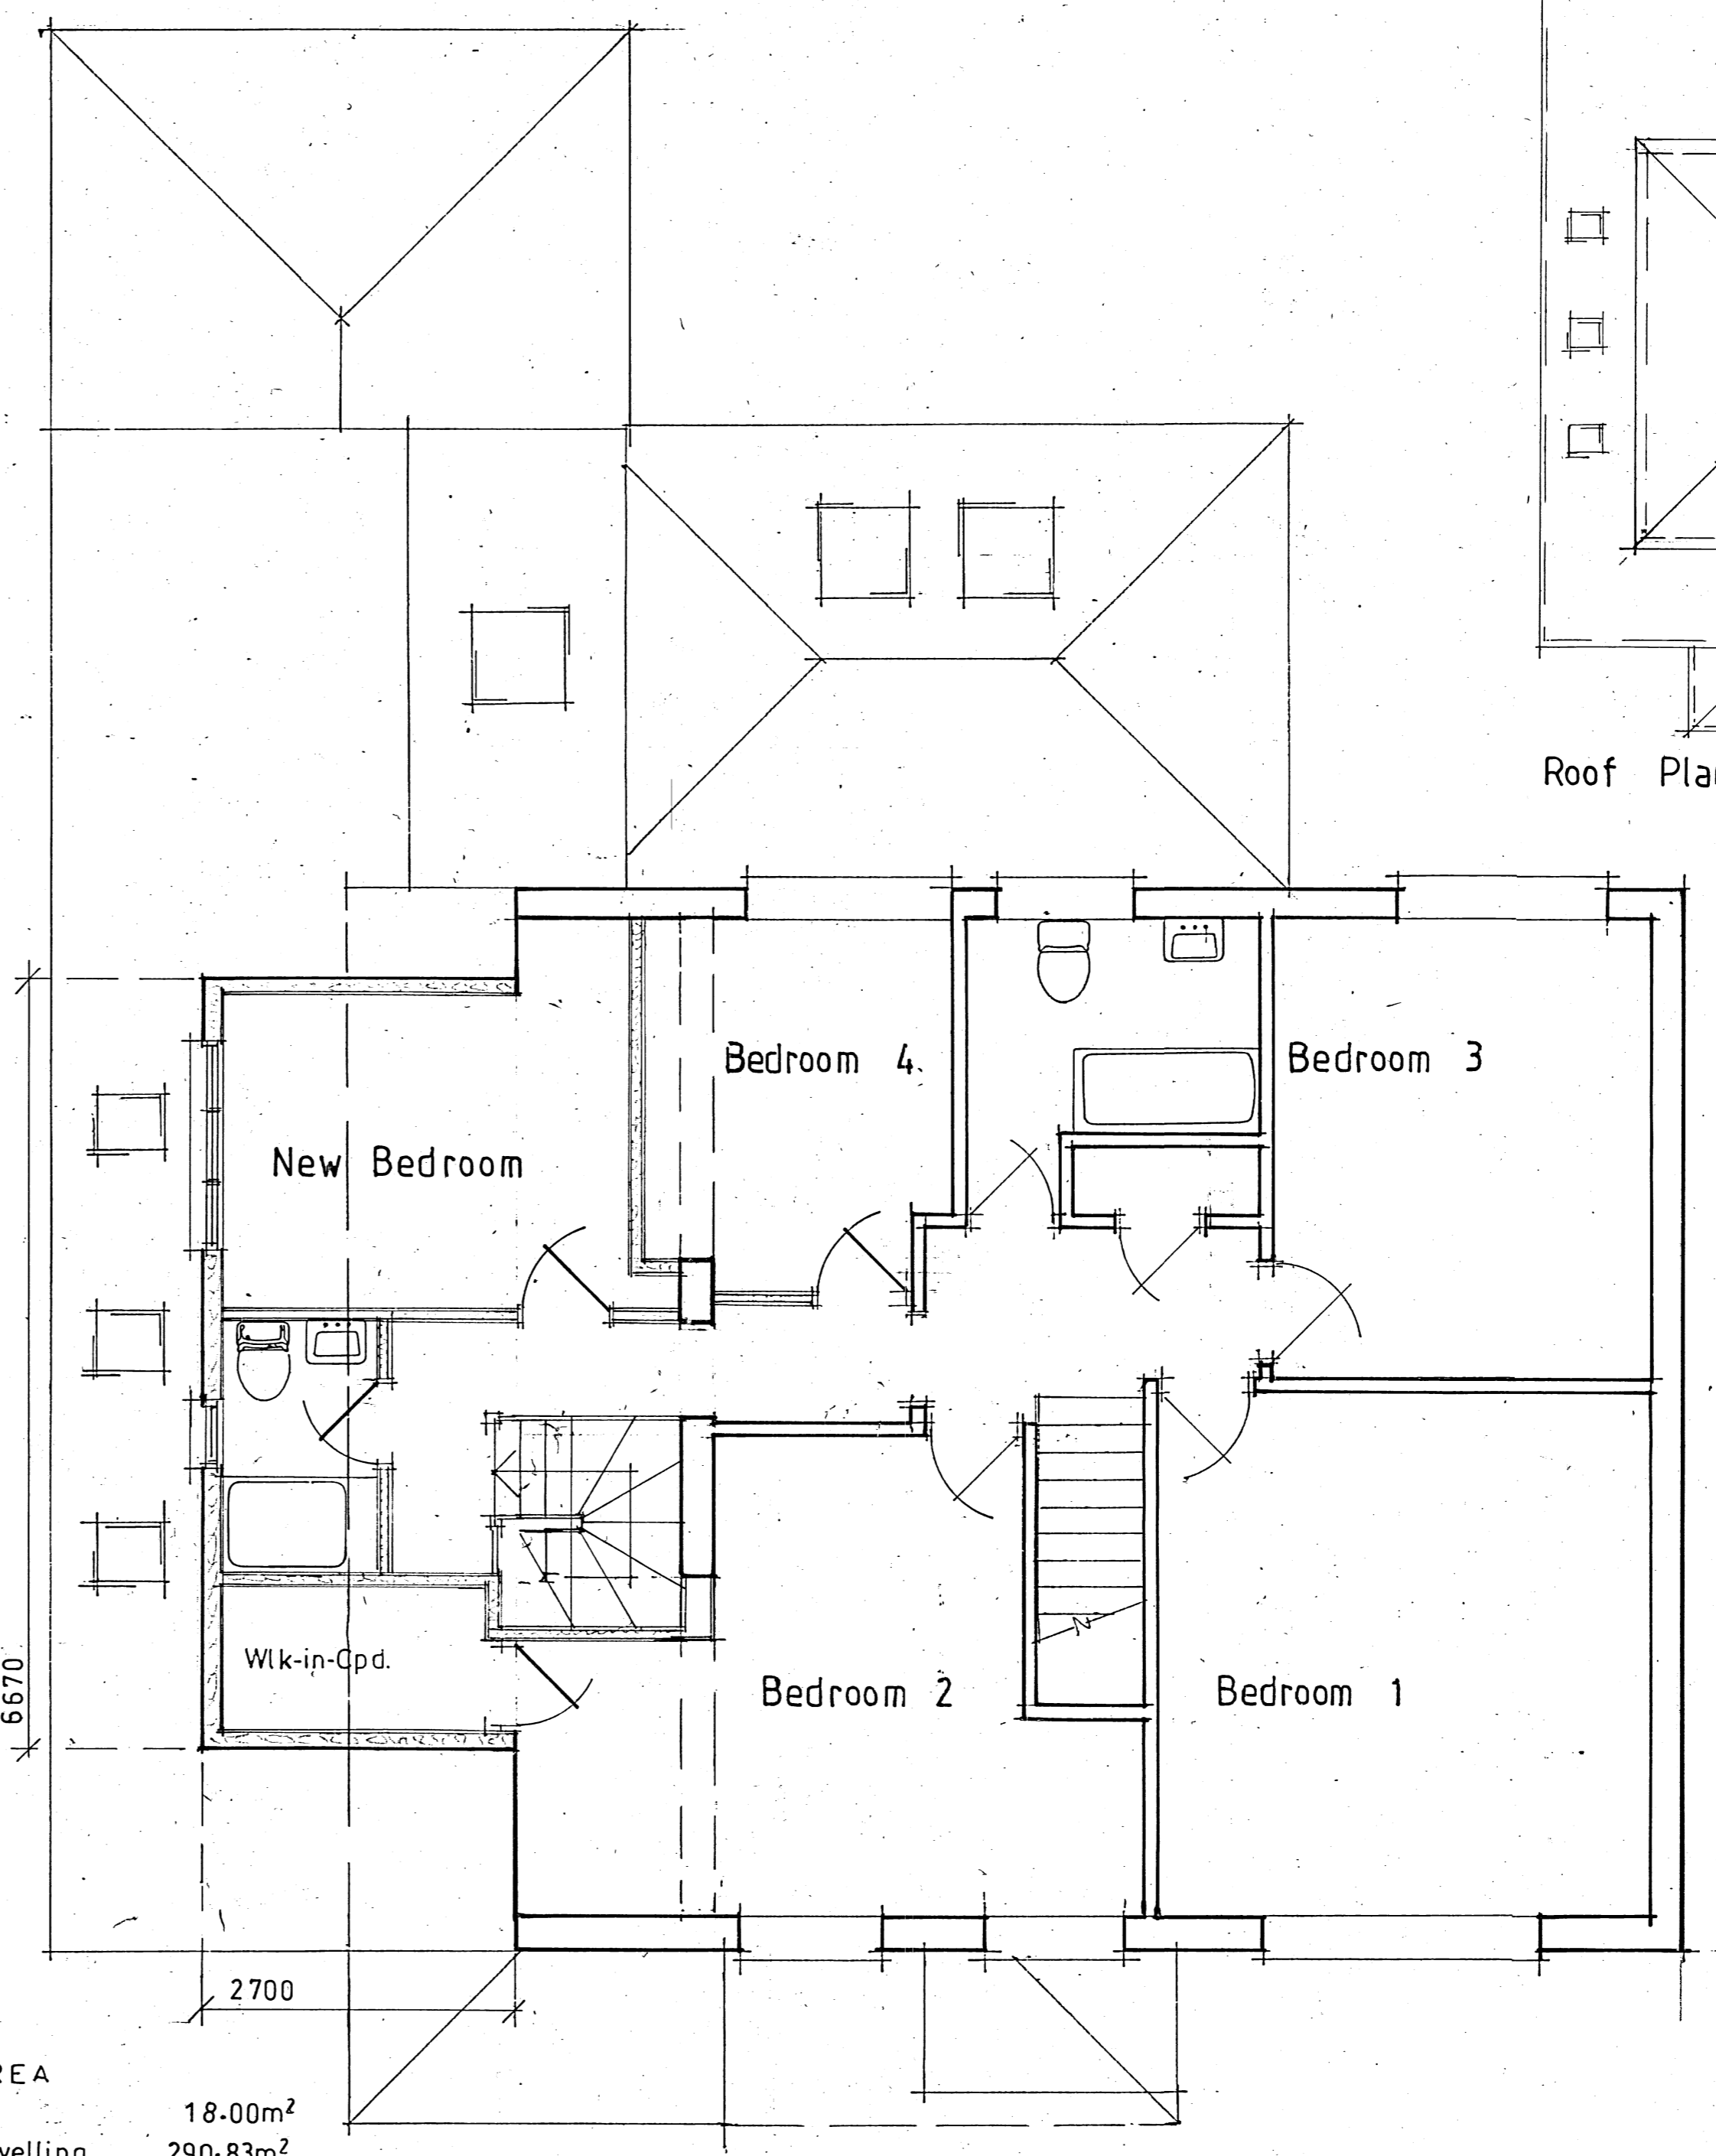 Roof Pla
Bedroom 4.
Bedroom 3
New Bedroom
Wlk-in-Cpd.
Bedroom 2
Bedroom 1
6670
2700
REA
18.00m²
velling 290.83m²